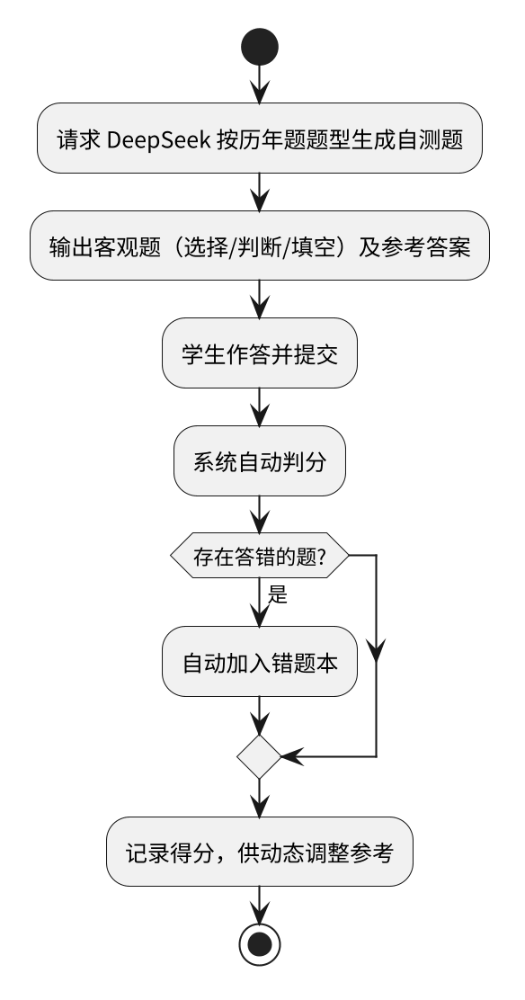 请求 DeepSeek 按历年题题型生成自测题
输出客观题（选择/判断/填空）及参考答案
学生作答并提交
系统自动判分
存在答错的题?
是
自动加入错题本
记录得分，供动态调整参考